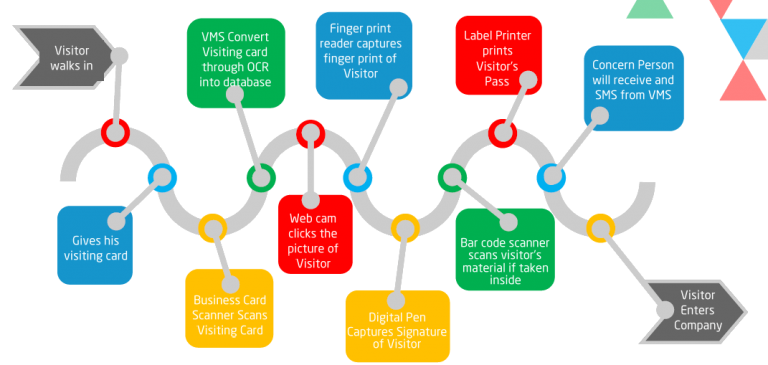 Visitor
walks in
Gives his
visiting card
Business Card
Scanner Scans
Visiting Card
VMS Convert
Visiting card
through OCR
into database
Web cam
clicks the
picture of
Visitor
Finger print
reader captures
finger print of
Visitor
Digital Pen
Captures Signature
of Visitor
Bar code scanner
scans visitor's
material if taken
inside
Label Printer
prints
Visitor's
Pass
Concern Person
will receive and
SMS from VMS
Visitor
Enters
Company